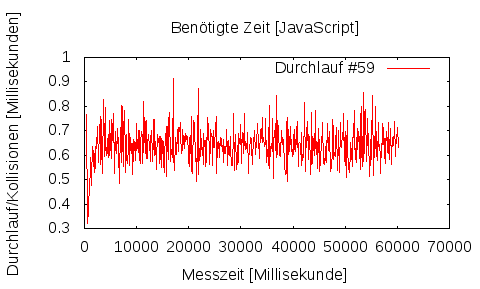 Benötigte Zeit [JavaScript]
Durchlauf/Kollisionen [Millisekunden]
1
0.9
0.8
0.7
0.6
0.5
0.4
0.3
Durchlauf #59
0 10000 20000 30000 40000 50000 60000 70000
Messzeit [Millisekunde]